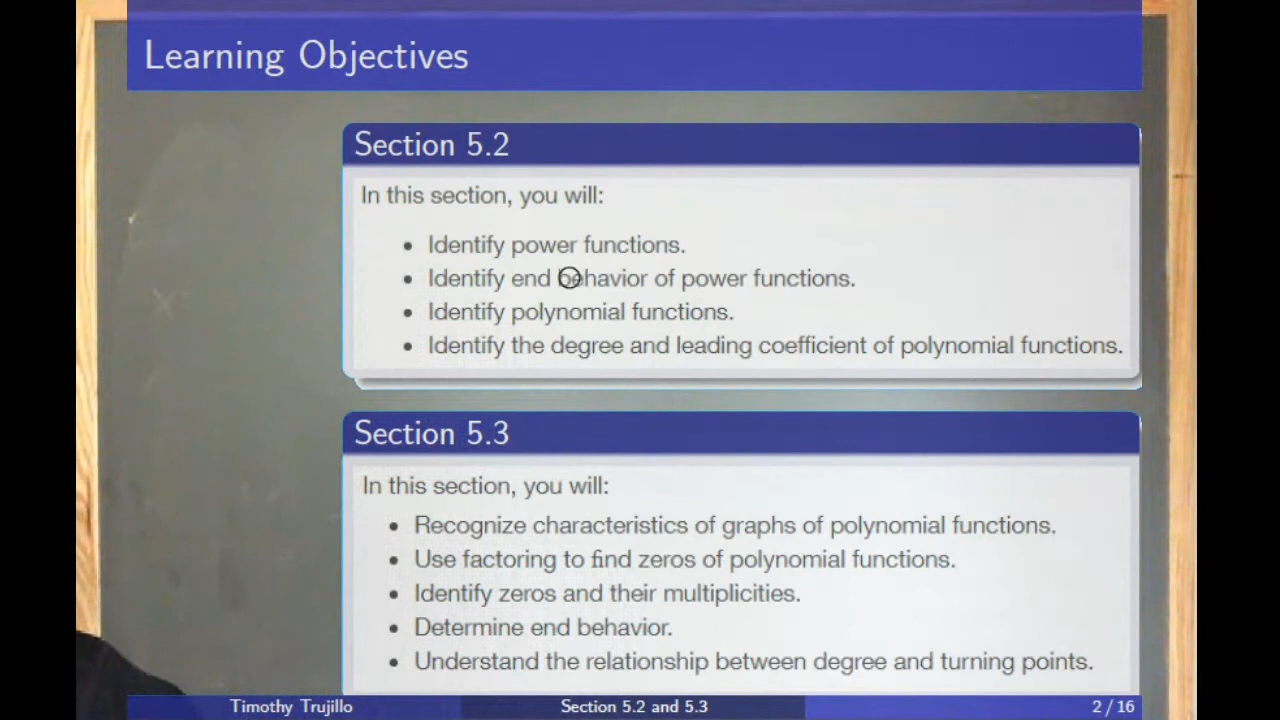 Learning Objectives
Section 5.2
In this section, you will:
• Identify power functions.
• Identify end behavior of power functions.
• Identify polynomial functions.
• Identify the degree and leading coefficient of polynomial functions.
Section 5.3
In this section, you will:
• Recognize characteristics of graphs of polynomial functions.
• Use factoring to find zeros of polynomial functions.
• Identify zeros and their multiplicities.
• Determine end behavior.
• Understand the relationship between degree and turning points.
Timothy Trujillo Section 5.2 and 5.3 2 / 16